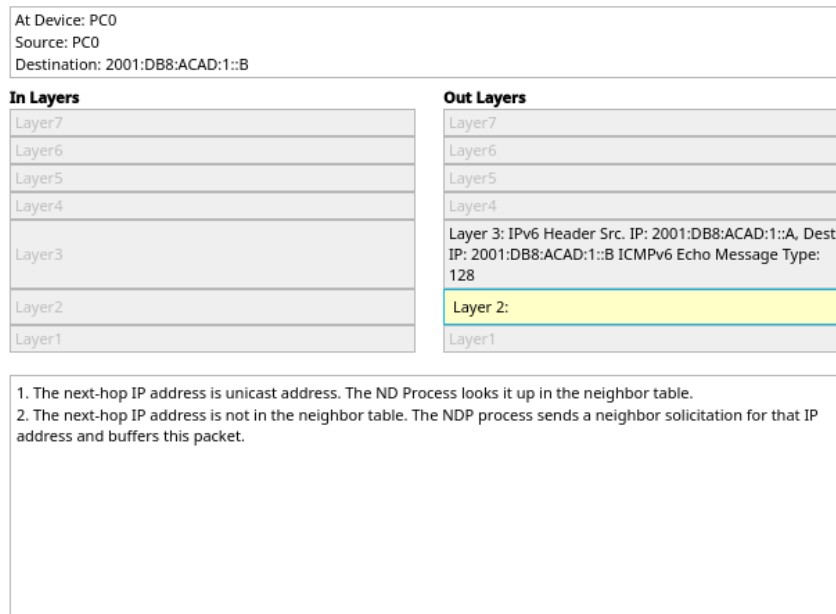 At Device: PC0
Source: PC0
Destination: 2001:DB8:ACAD:1::B
In Layers
Layer7
Layer6
Layer5
Layer4
Layer3
Layer2
Layer1
Out Layers
Layer7
Layer6
Layer5
Layer4
Layer 3: IPv6 Header Src. IP: 2001:DB8:ACAD:1::A, Dest
IP: 2001:DB8:ACAD:1::B ICMPv6 Echo Message Type:
128
Layer 2:
Layer1
1. The next-hop IP address is unicast address. The ND Process looks it up in the neighbor table.
2. The next-hop IP address is not in the neighbor table. The NDP process sends a neighbor solicitation for that IP
address and buffers this packet.